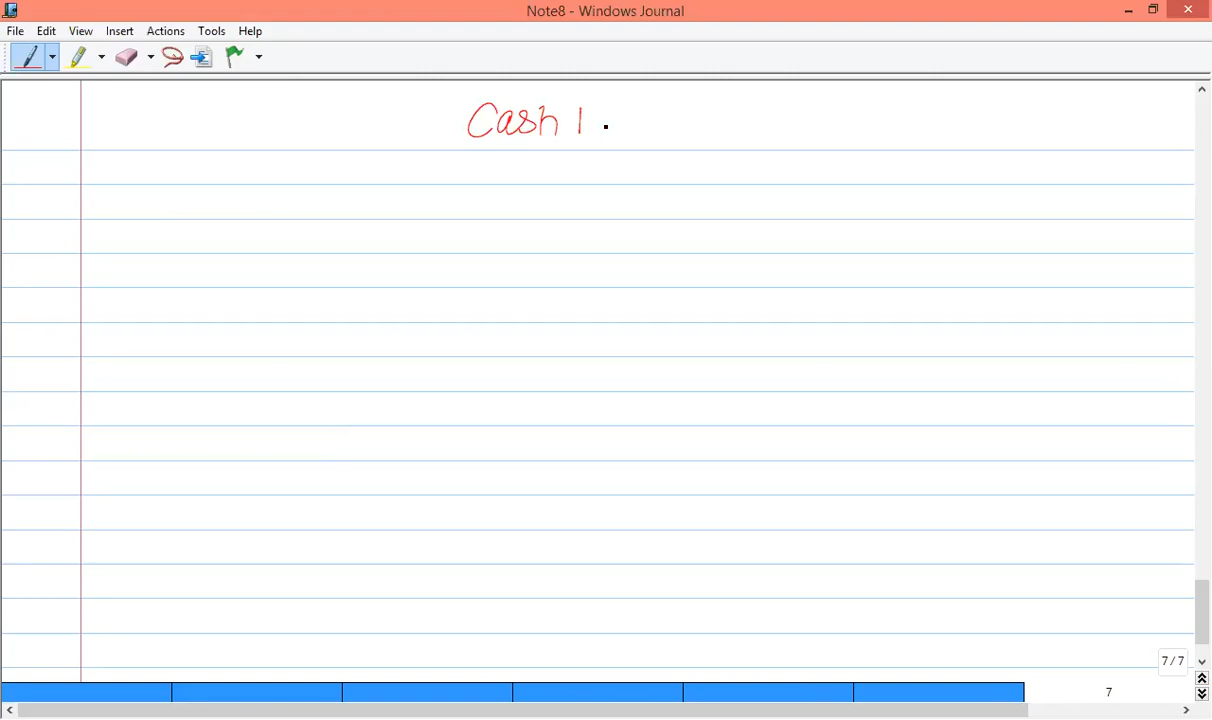 Note8 - Windows Journal
File Edit View Insert Actions Tools Help
Cash 1
7 / 7
7